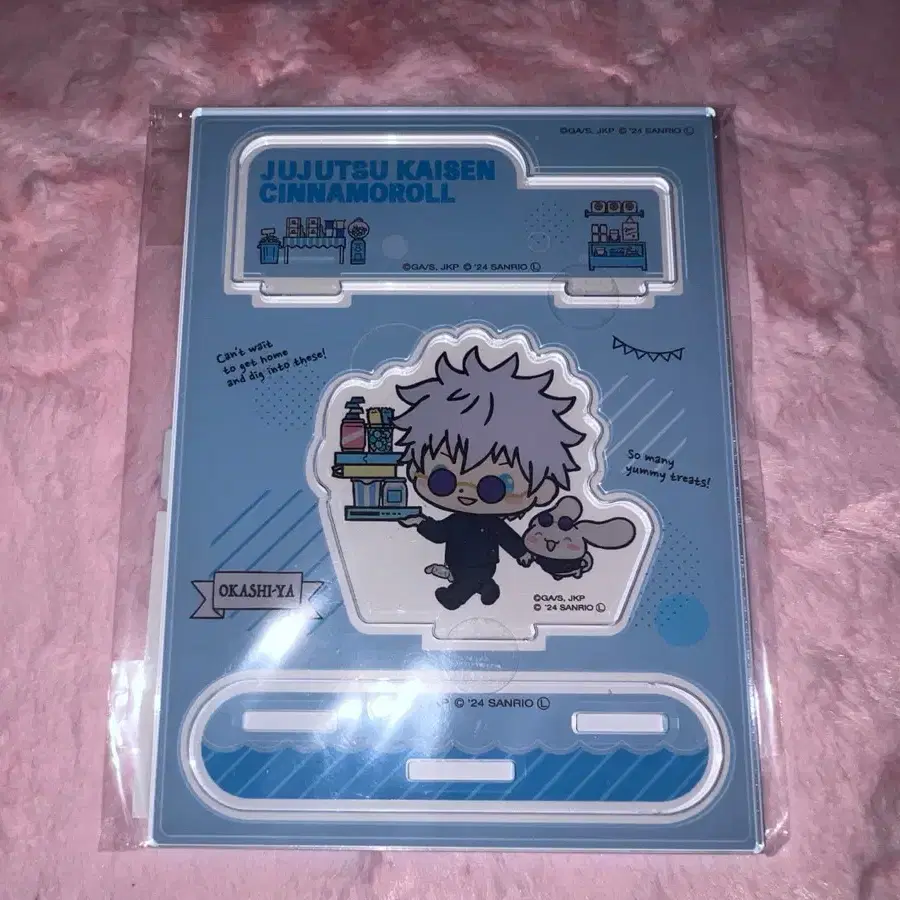 ©GA/S, JKP © '24 SANRIO Ⓛ
JUJUTSU KAISEN
CINNAMOROLL
©GA/S, JKP © '24 SANRIO Ⓛ
Can't wait
to get home
and dig into these!
So many
yummy treats!
OKASHI-YA
©GA/S, JKP
© '24 SANRIO Ⓛ
© '24 SANRIO Ⓛ